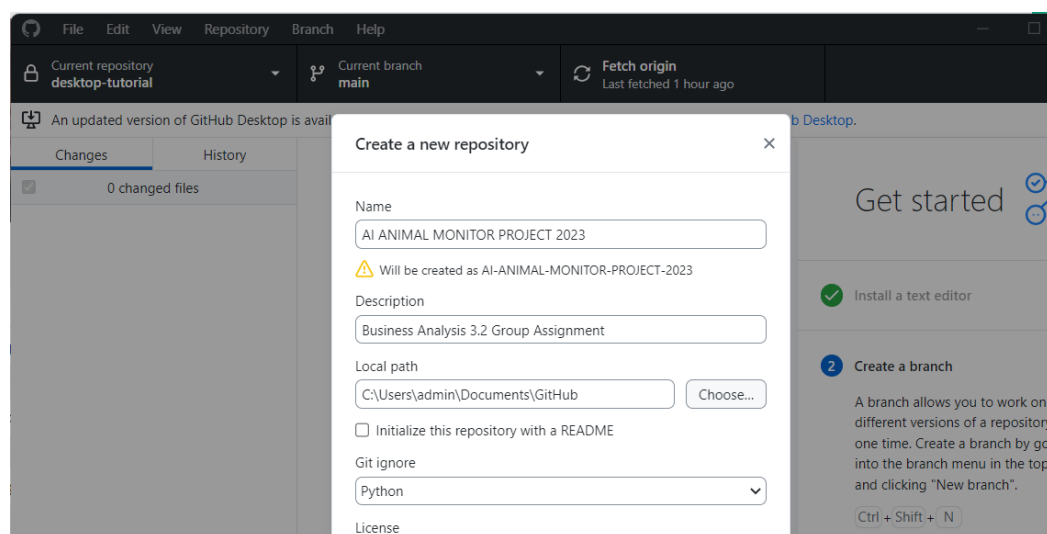 File Edit View Repository Branch Help
Current repository
desktop-tutorial
Current branch
main
Fetch origin
Last fetched 1 hour ago
An updated version of GitHub Desktop is avail
b Desktop.
Changes History
0 changed files
Create a new repository
Name
AI ANIMAL MONITOR PROJECT 2023
Will be created as AI-ANIMAL-MONITOR-PROJECT-2023
Description
Business Analysis 3.2 Group Assignment
Local path
C:\Users\admin\Documents\GitHub
Choose...
Initialize this repository with a README
Git ignore
Python
License
Get started
Install a text editor
2 Create a branch
A branch allows you to work on
different versions of a repository
one time. Create a branch by go
into the branch menu in the top
and clicking "New branch".
Ctrl + Shift + N